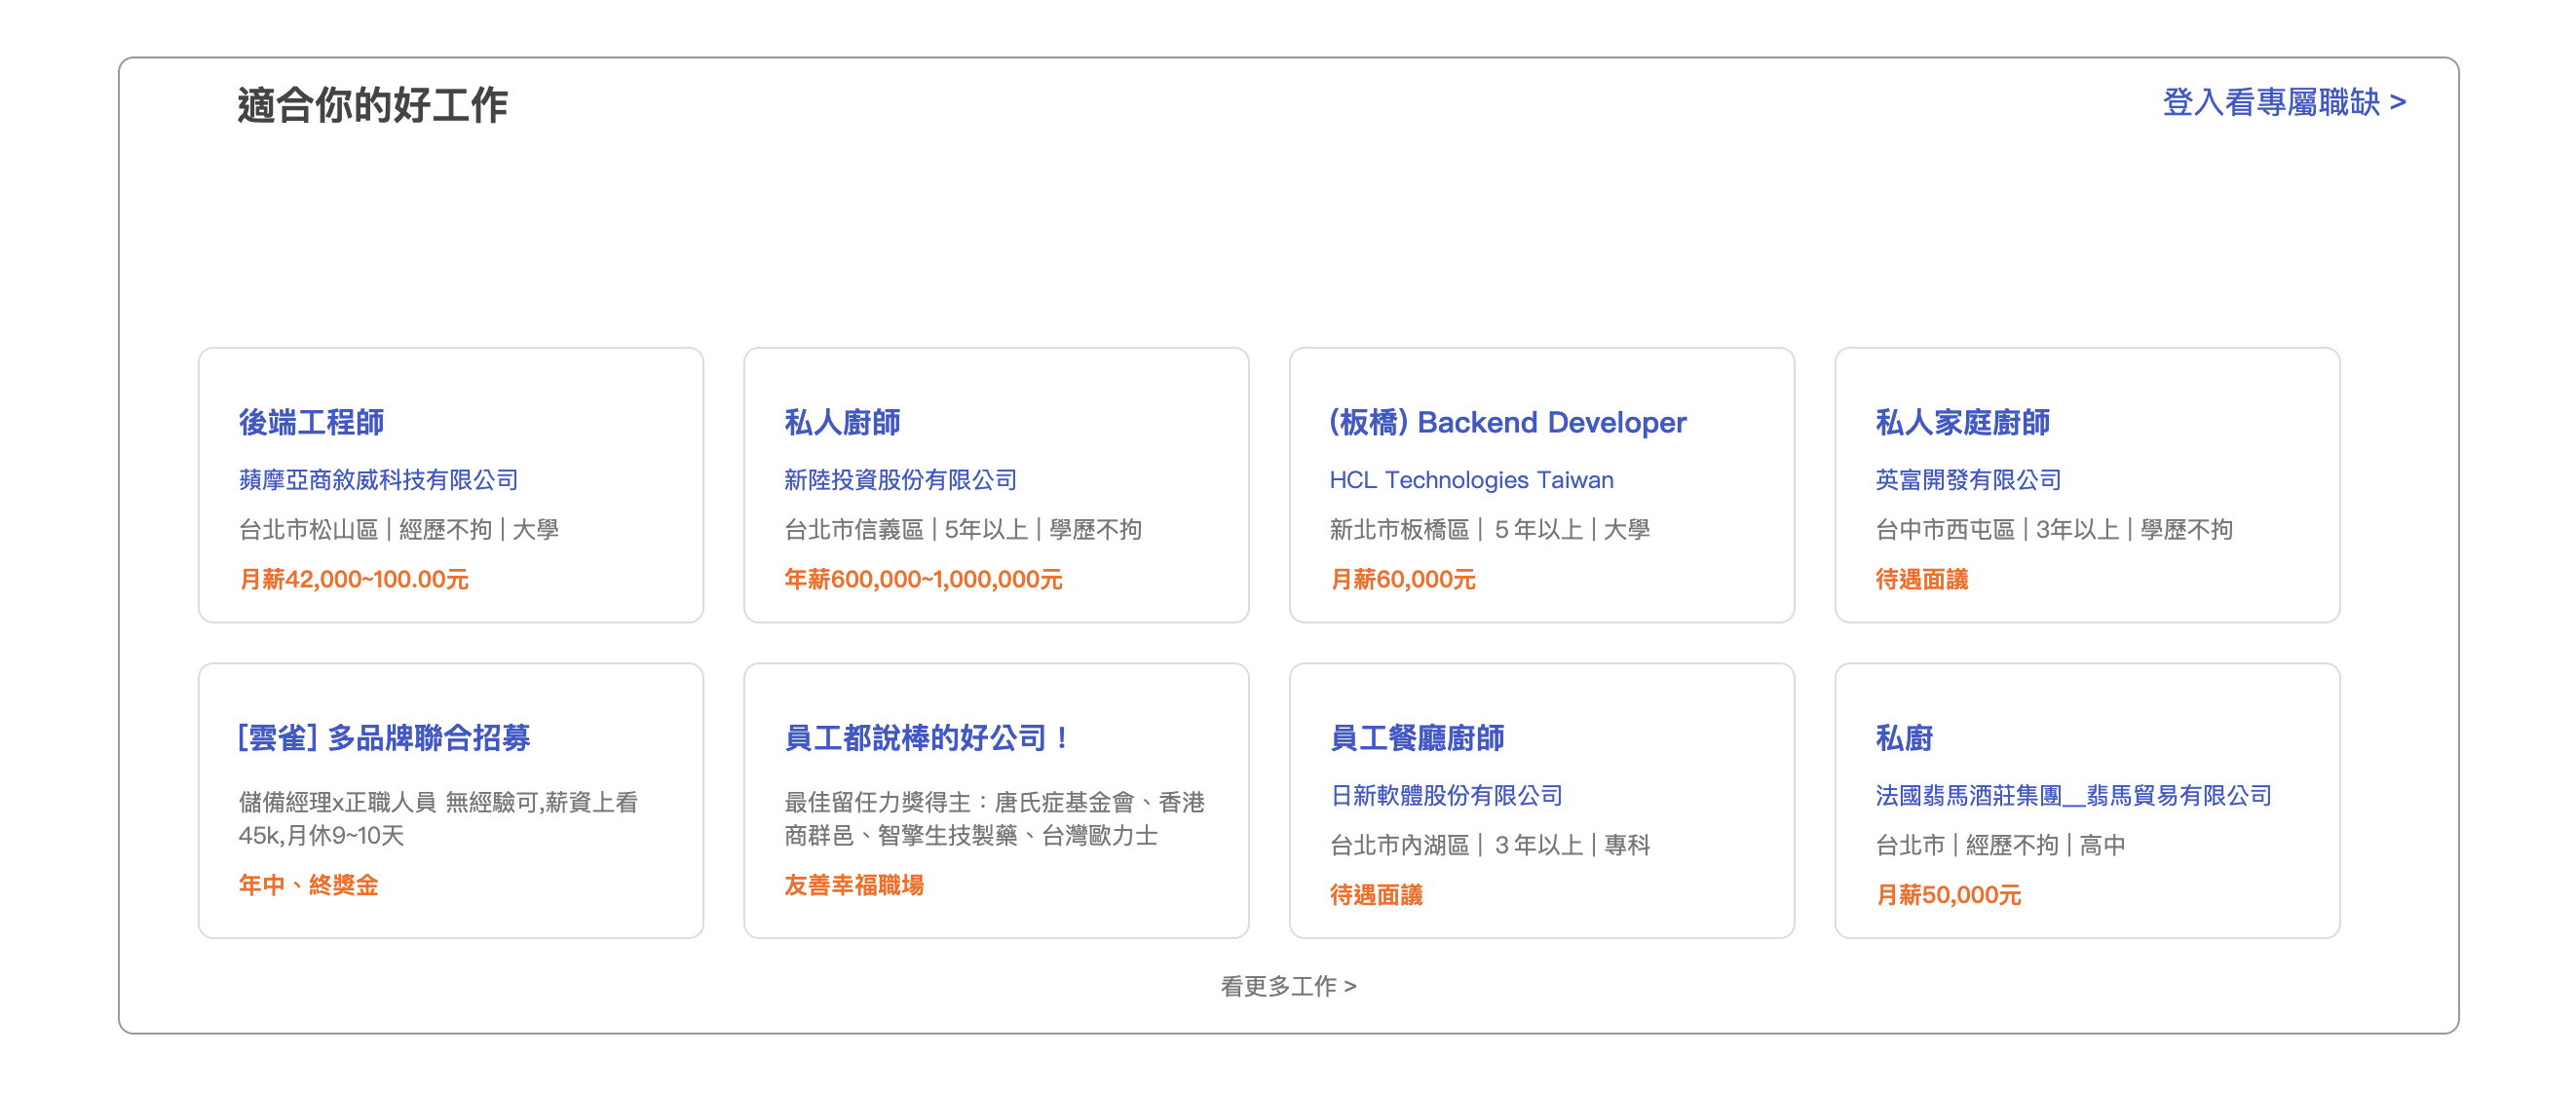 適合你的好工作
登入看專屬職缺 >
後端工程師
蘋摩亞商敘威科技有限公司
台北市松山區 | 經歷不拘 | 大學
月薪42,000~100.00元
私人廚師
新陸投資股份有限公司
台北市信義區 | 5年以上 | 學歷不拘
年薪600,000~1,000,000元
(板橋) Backend Developer
HCL Technologies Taiwan
新北市板橋區 | 5 年以上 | 大學
月薪60,000元
私人家庭廚師
英富開發有限公司
台中市西屯區 | 3年以上 | 學歷不拘
待遇面議
[雲雀] 多品牌聯合招募
儲備經理x正職人員 無經驗可,薪資上看
45k,月休9~10天
年中、終獎金
員工都說棒的好公司！
最佳留任力獎得主：唐氏症基金會、香港
商群邑、智擎生技製藥、台灣歐力士
友善幸福職場
員工餐廳廚師
日新軟體股份有限公司
台北市內湖區 | 3 年以上 | 專科
待遇面議
私廚
法國翡馬酒莊集團__翡馬貿易有限公司
台北市 | 經歷不拘 | 高中
月薪50,000元
看更多工作 >